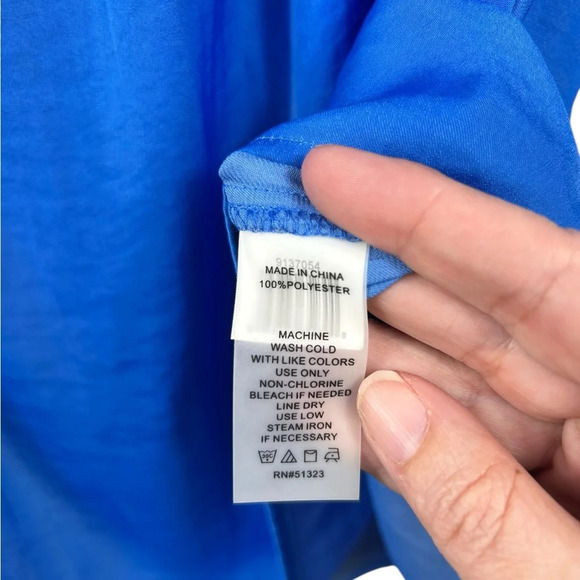 9137054
MADE IN CHINA
100%POLYESTER
MACHINE
WASH COLD
WITH LIKE COLORS
USE ONLY
NON-CHLORINE
BLEACH IF NEEDED
LINE DRY
USE LOW
STEAM IRON
IF NECESSARY
RN#51323